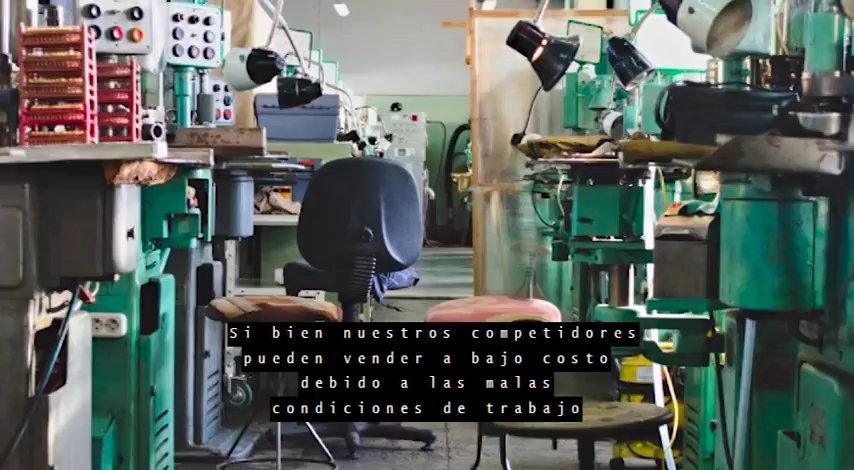 Si bien nuestros competidores
pueden vender a bajo costo
debido a las malas
condiciones de trabajo